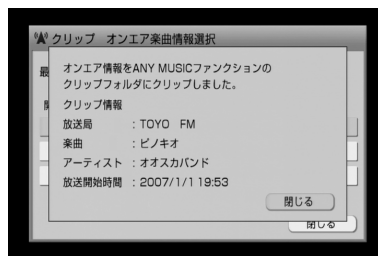 クリップ オンエア楽曲情報選択
最
オンエア情報をANY MUSICファンクションの
クリップフォルダにクリップしました。
クリップ情報
放送局 : TOYO FM
楽曲 : ピノキオ
アーティスト : オオスカバンド
放送開始時間 : 2007/1/1 19:53
閉じる
閉じる